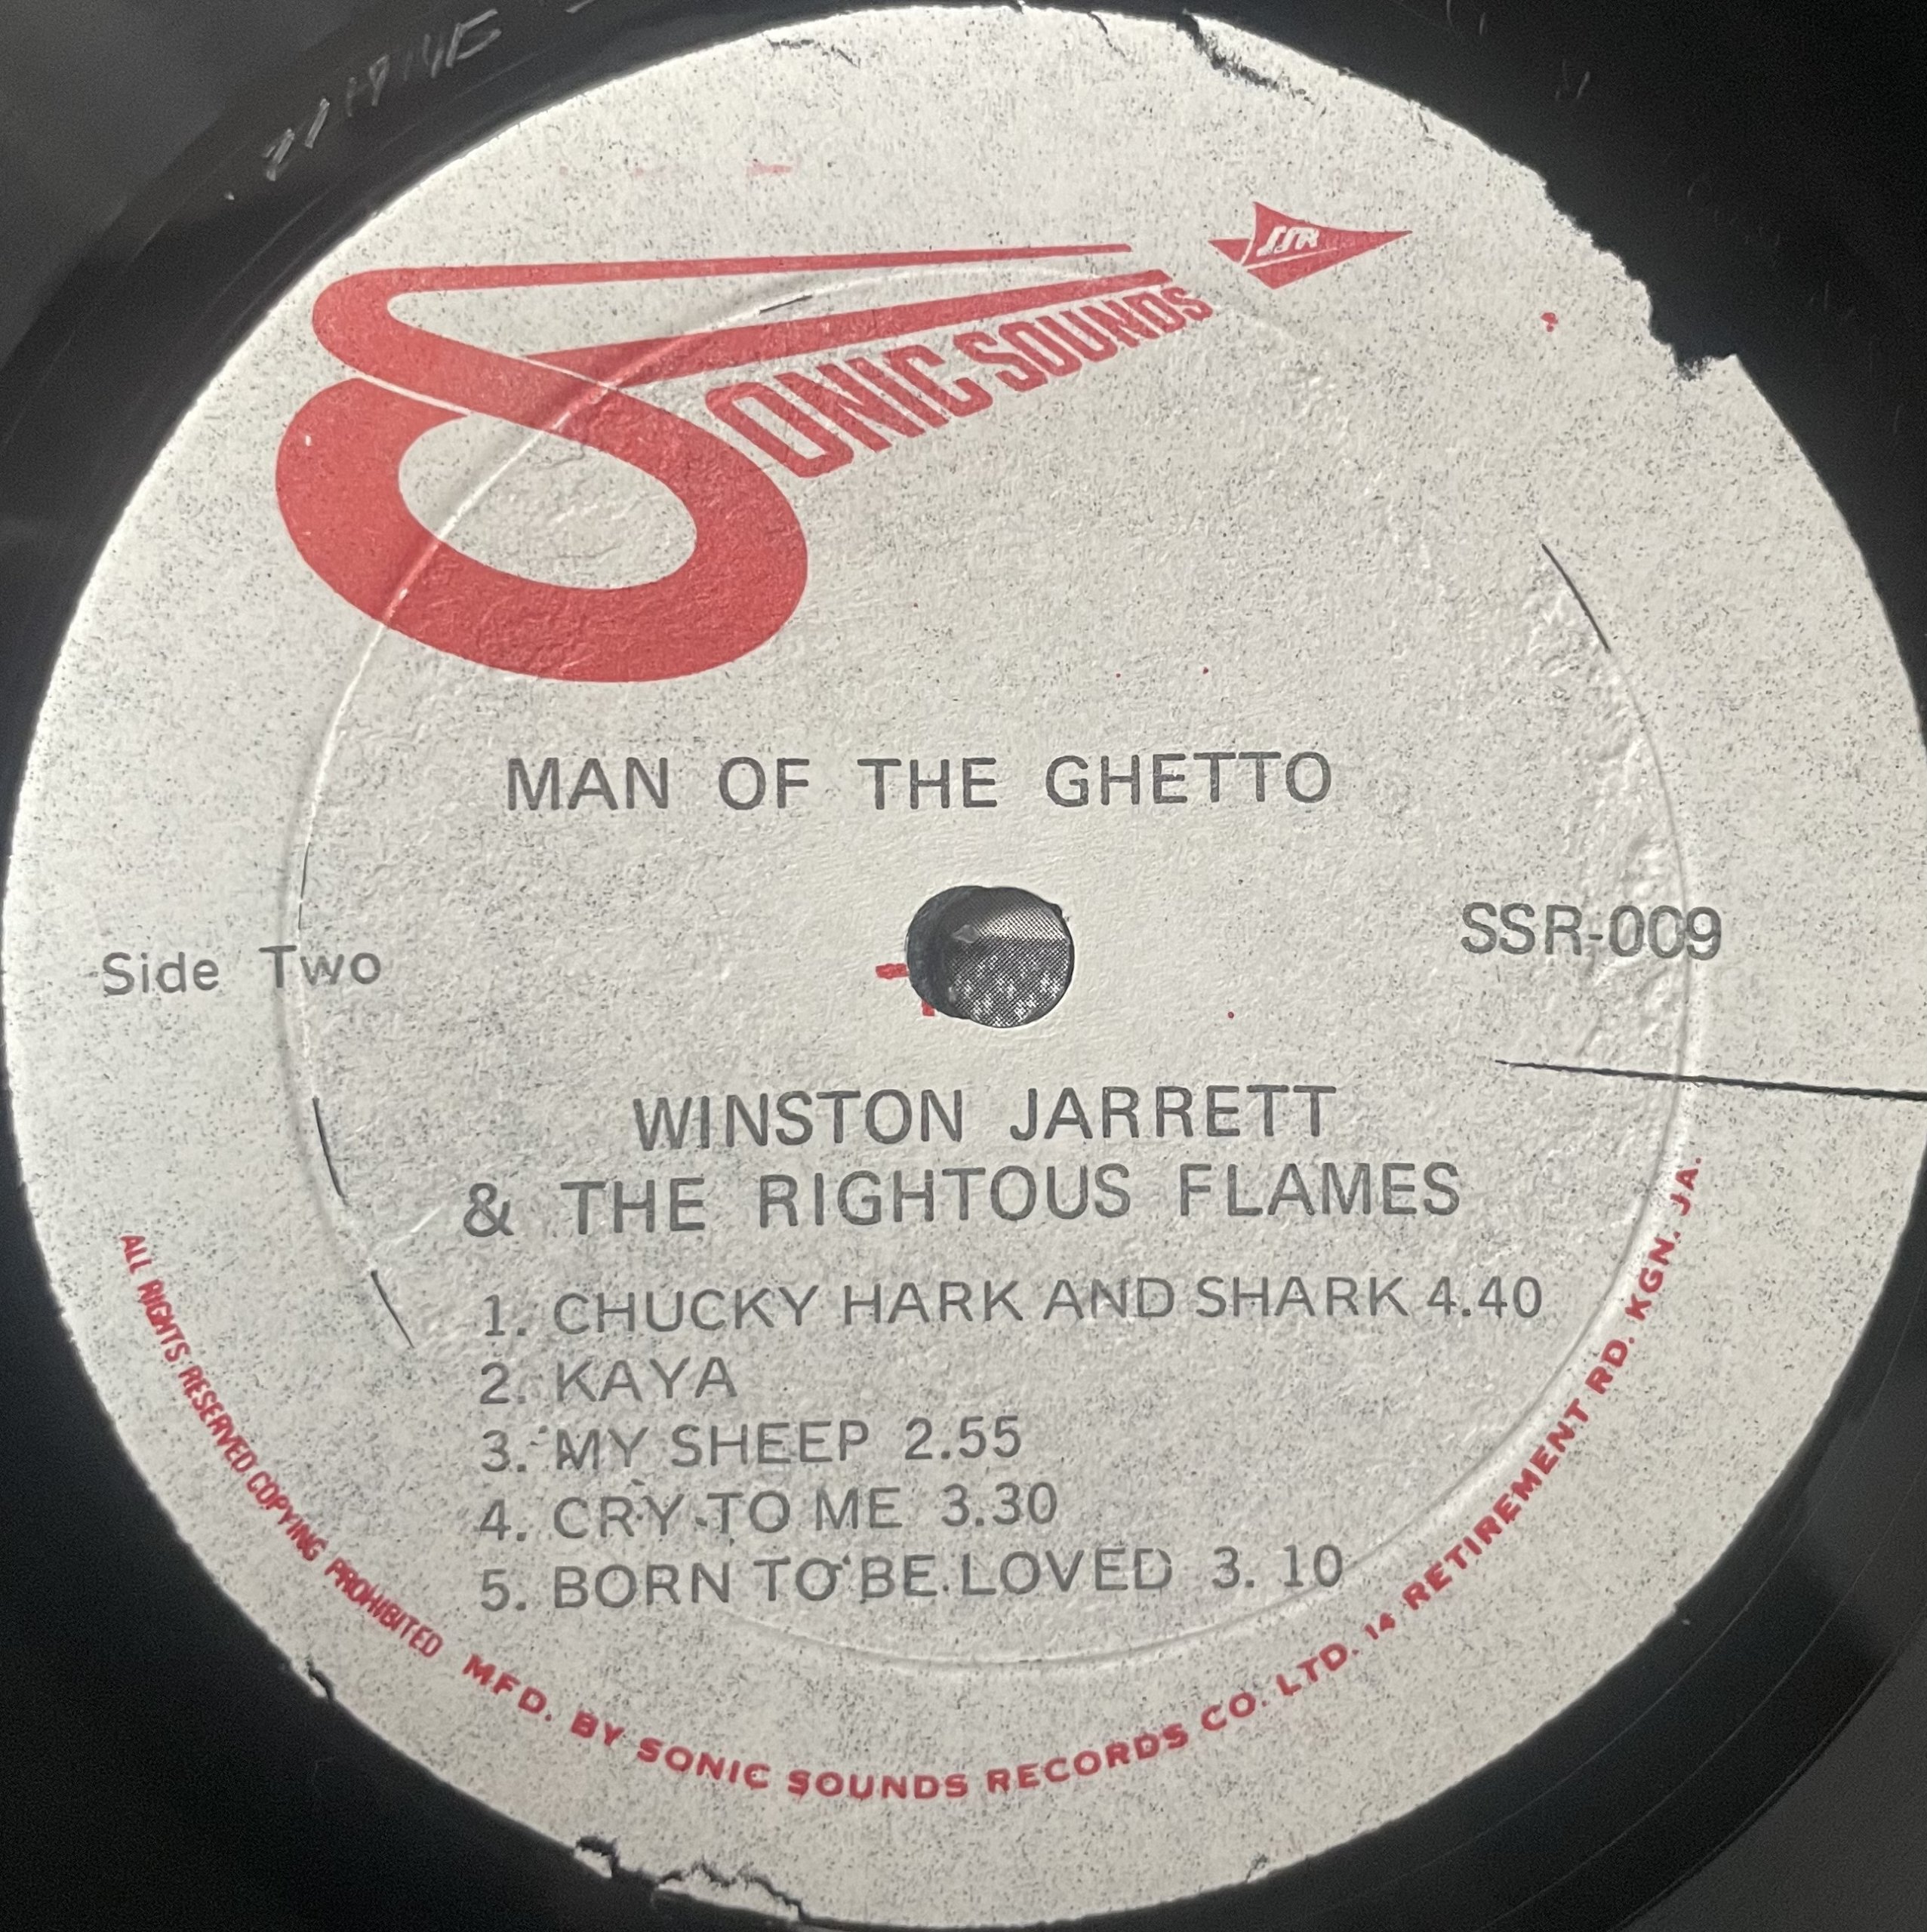 SSR
SONIC SOUNDS
MAN OF THE GHETTO
Side Two
SSR-009
WINSTON JARRETT
& THE RIGHTOUS FLAMES
1. CHUCKY HARK AND SHARK 4.40
2. KAYA
3. MY SHEEP 2.55
4. CRY TO ME 3.30
5. BORN TO BE LOVED 3. 10
ALL RIGHTS RESERVED COPYING PROHIBITED MFD. BY SONIC SOUNDS RECORDS CO. LTD. 14 RETIREMENT RD. KGN. JA.